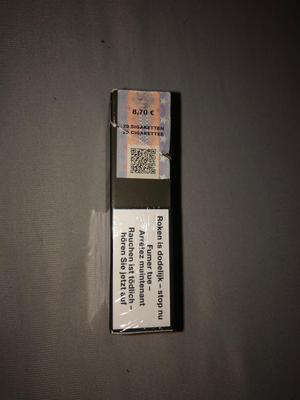 8,70 €
20 SIGARETTEN
20 CIGARETTES
Roken is dodelijk – stop nu
Fumer tue –
Arrêtez maintenant
Rauchen ist tödlich –
hören Sie jetzt auf